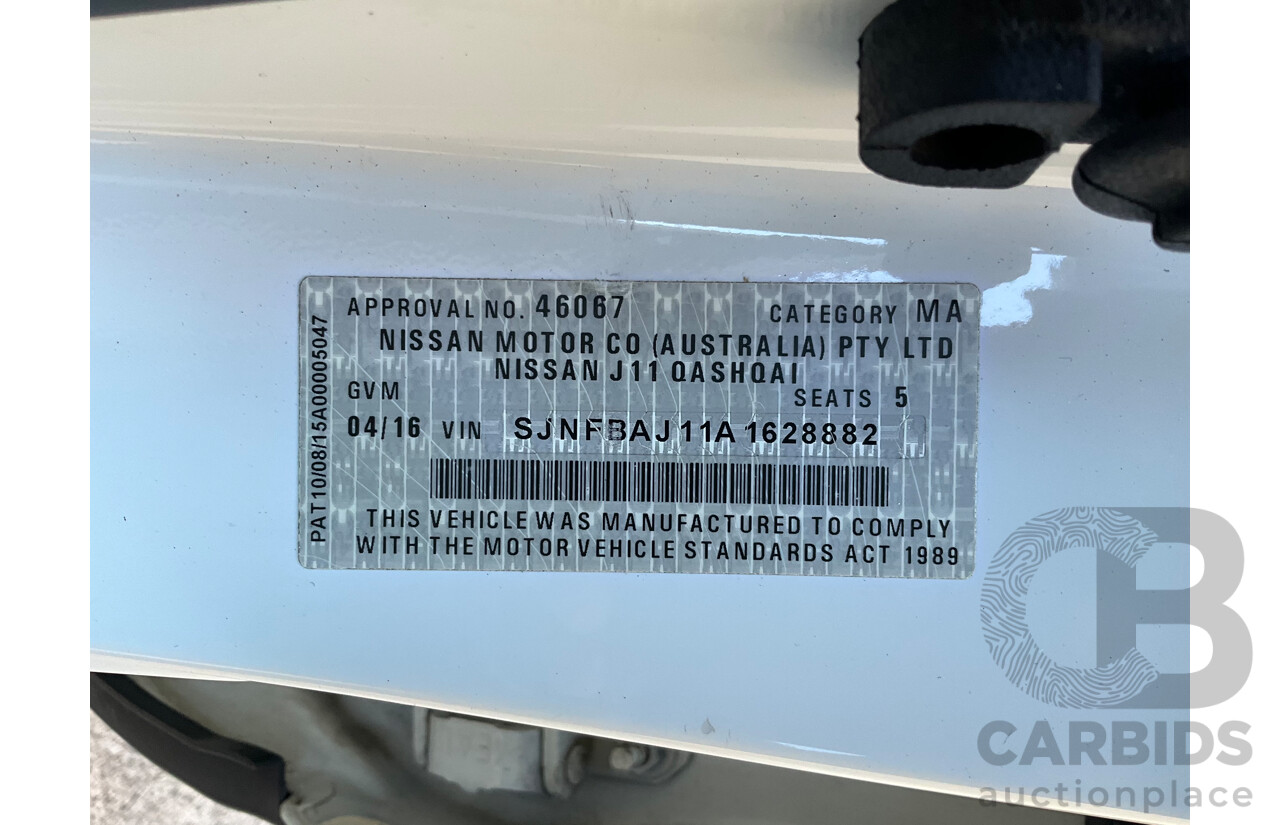 APPROVAL NO. 46067 CATEGORY MA
NISSAN MOTOR CO (AUSTRALIA) PTY LTD
NISSAN J11 QASHQAI
GVM SEATS 5
04/16 VIN SJNFBAJ11A1628882
THIS VEHICLE WAS MANUFACTURED TO COMPLY
WITH THE MOTOR VEHICLE STANDARDS ACT 1989
PAT10/08/15A00005047
CB
CARBIDS
auctionplace